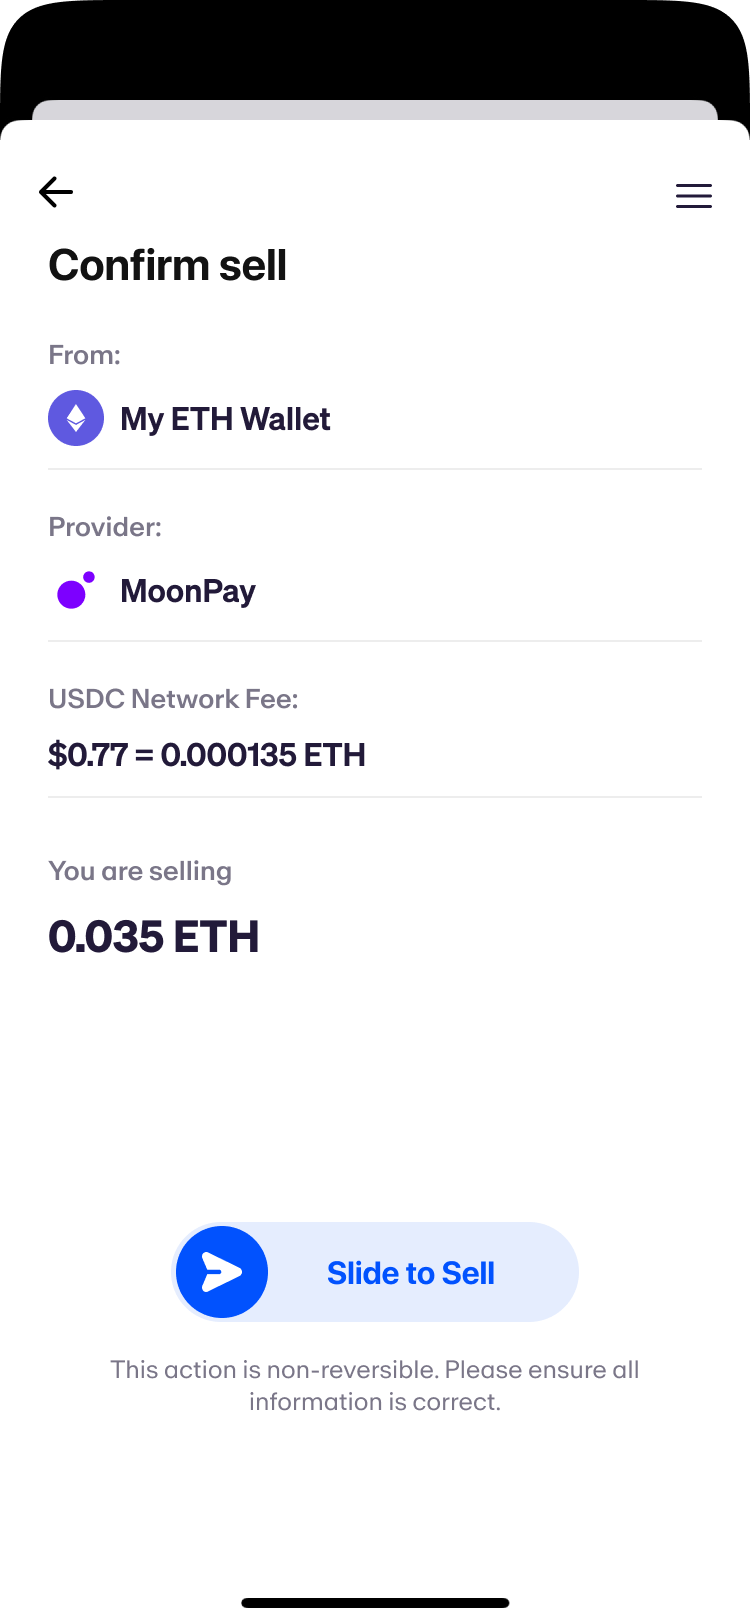 Confirm sell
From:
My ETH Wallet
Provider:
MoonPay
USDC Network Fee:
$0.77 = 0.000135 ETH
You are selling
0.035 ETH
Slide to Sell
This action is non-reversible. Please ensure all
information is correct.